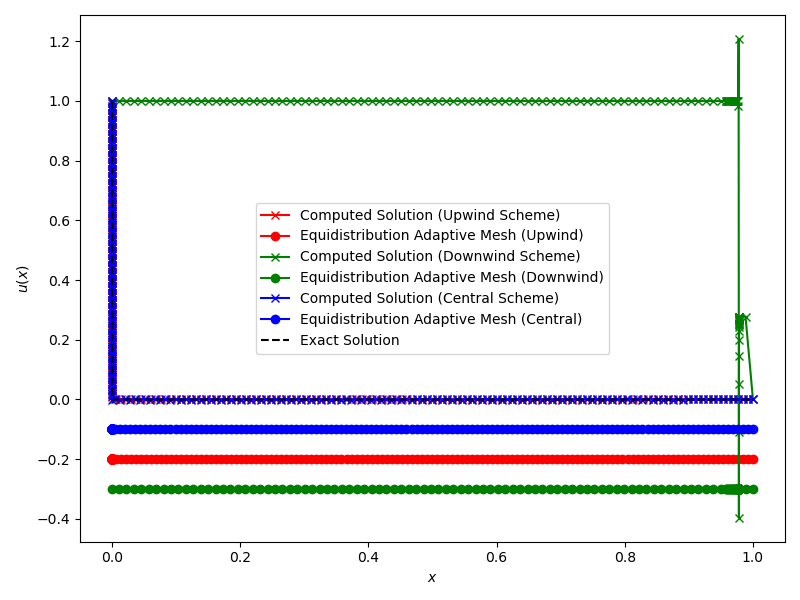 1.2
1.0
0.8
0.6
0.4
0.2
0.0
−0.2
−0.4
u(x)
Computed Solution (Upwind Scheme)
Equidistribution Adaptive Mesh (Upwind)
Computed Solution (Downwind Scheme)
Equidistribution Adaptive Mesh (Downwind)
Computed Solution (Central Scheme)
Equidistribution Adaptive Mesh (Central)
Exact Solution
0.0 0.2 0.4 0.6 0.8 1.0
x